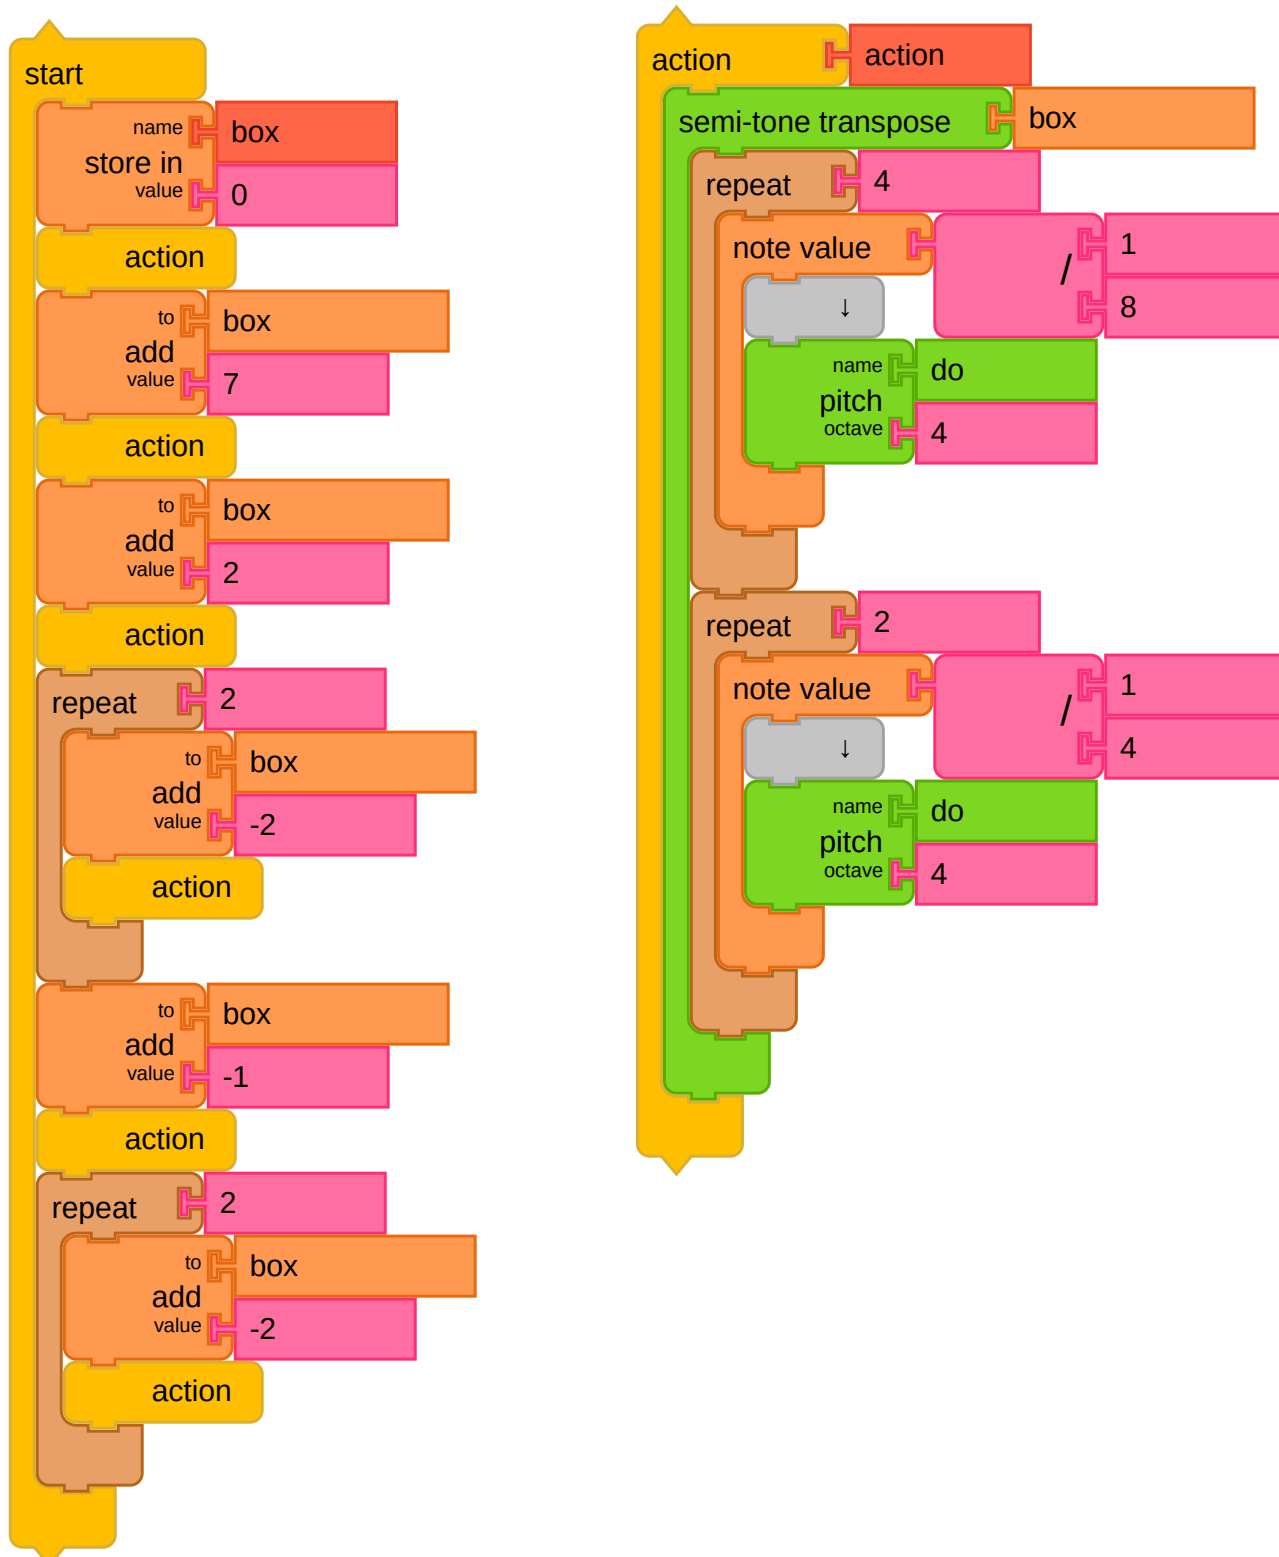 start
name
box
store in
value
0
action
to
box
add
value
7
action
to
box
add
value
2
action
repeat
2
to
box
add
value
-2
action
to
box
add
value
-1
action
repeat
2
to
box
add
value
-2
action
action
action
semi-tone transpose
box
repeat
4
note value
/
1
8
↓
name
do
pitch
octave
4
repeat
2
note value
/
1
4
↓
name
do
pitch
octave
4